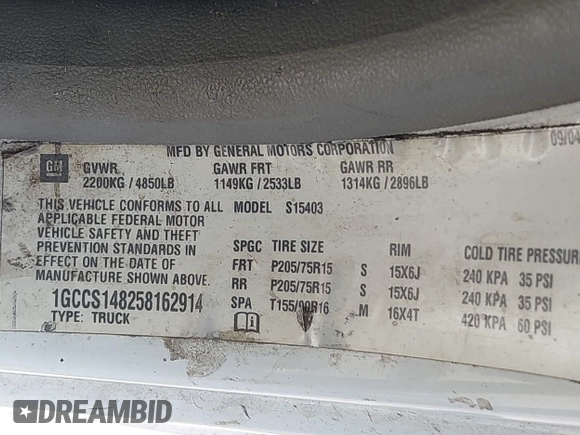 MFD BY GENERAL MOTORS CORPORATION 09/04
GM GVWR GAWR FRT GAWR RR
2200KG / 4850LB 1149KG / 2533LB 1314KG / 2896LB
THIS VEHICLE CONFORMS TO ALL
APPLICABLE FEDERAL MOTOR
VEHICLE SAFETY AND THEFT
PREVENTION STANDARDS IN
EFFECT ON THE DATE OF
MANUFACTURE SHOWN ABOVE.
1GCCS148258162914
TYPE: TRUCK
MODEL S15403
SPGC TIRE SIZE RIM COLD TIRE PRESSURE
FRT P205/75R15 S 15X6J 240 KPA 35 PSI
RR P205/75R15 S 15X6J 240 KPA 35 PSI
SPA T155/90R16 M 16X4T 420 KPA 60 PSI
DREAMBID